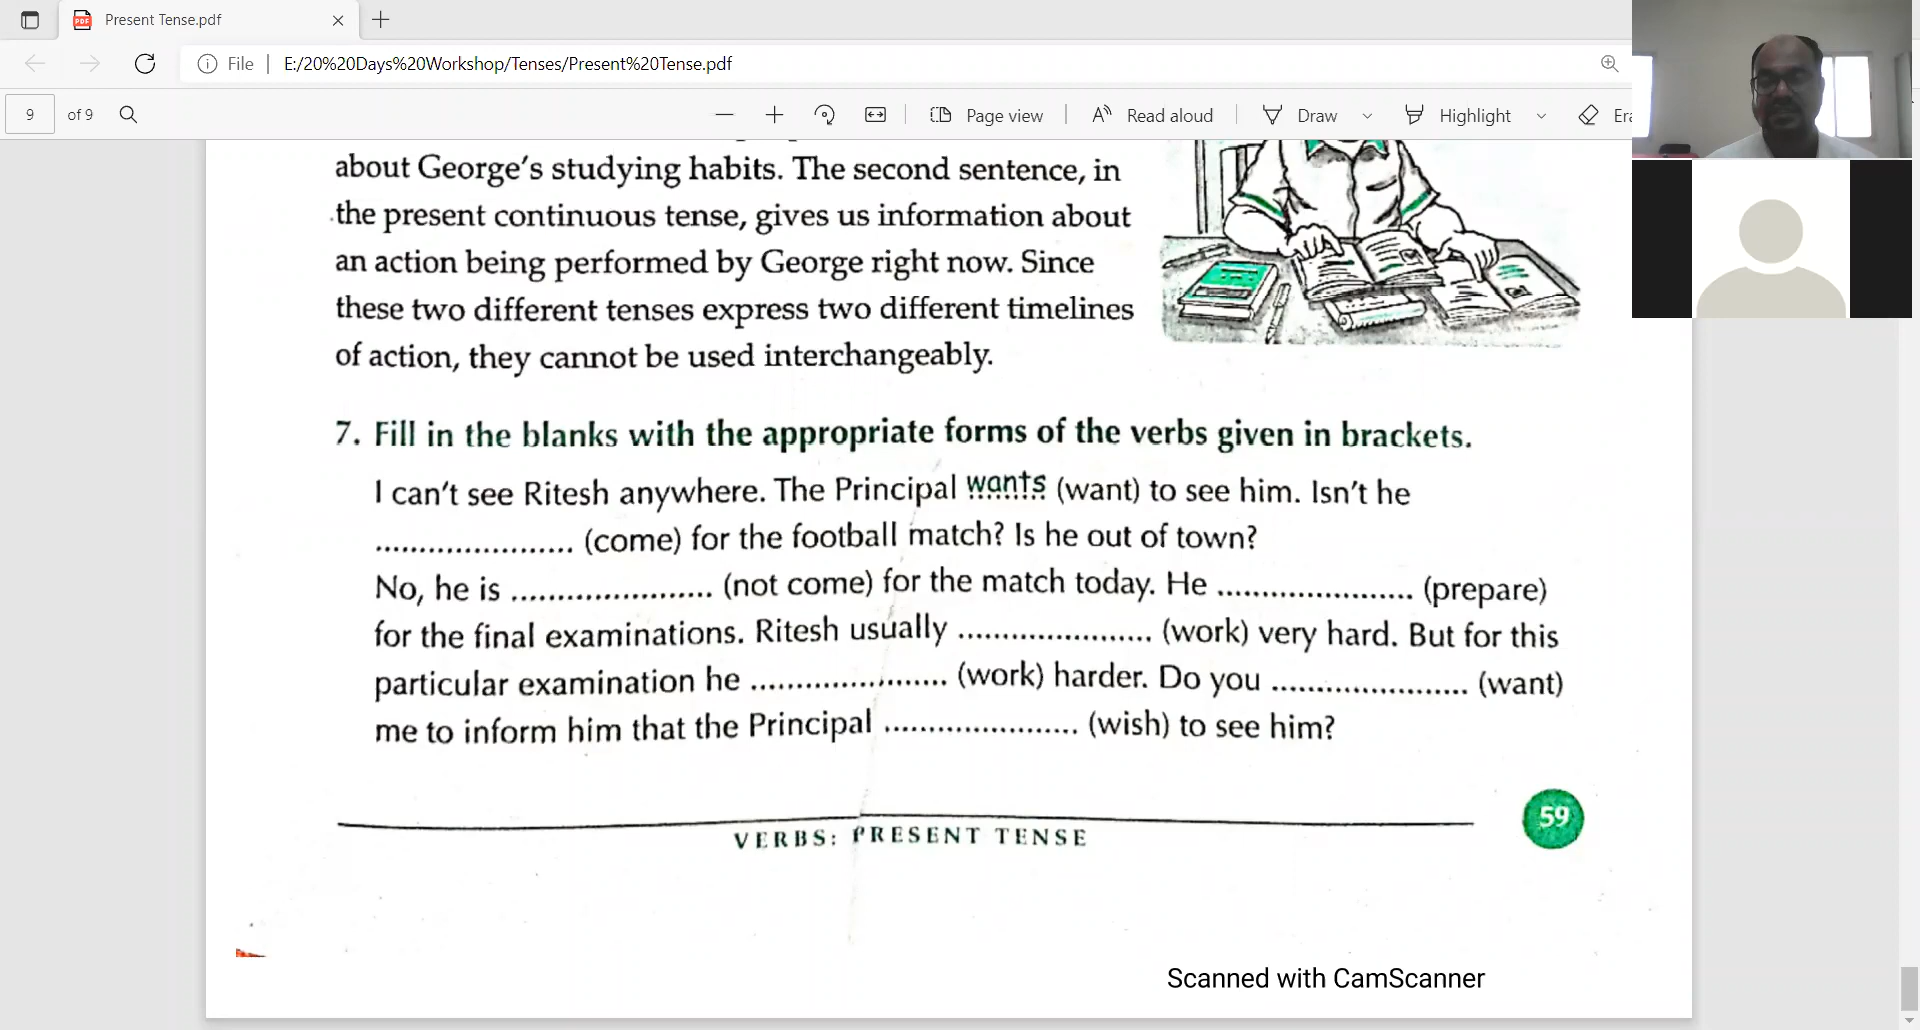 Present Tense.pdf
File
E:/20%20Days%20Workshop/Tenses/Present%20Tense.pdf
9 of 9
Page view
Read aloud
Draw
Highlight
about George's studying habits. The second sentence, in
the present continuous tense, gives us information about
an action being performed by George right now. Since
these two different tenses express two different timelines
of action, they cannot be used interchangeably.
7. Fill in the blanks with the appropriate forms of the verbs given in brackets.
I can't see Ritesh anywhere. The Principal wants (want) to see him. Isn't he
...................... (come) for the football match? Is he out of town?
No, he is ...................... (not come) for the match today. He ...................... (prepare)
for the final examinations. Ritesh usually ...................... (work) very hard. But for this
particular examination he ...................... (work) harder. Do you ...................... (want)
me to inform him that the Principal ...................... (wish) to see him?
VERBS: PRESENT TENSE
59
Scanned with CamScanner